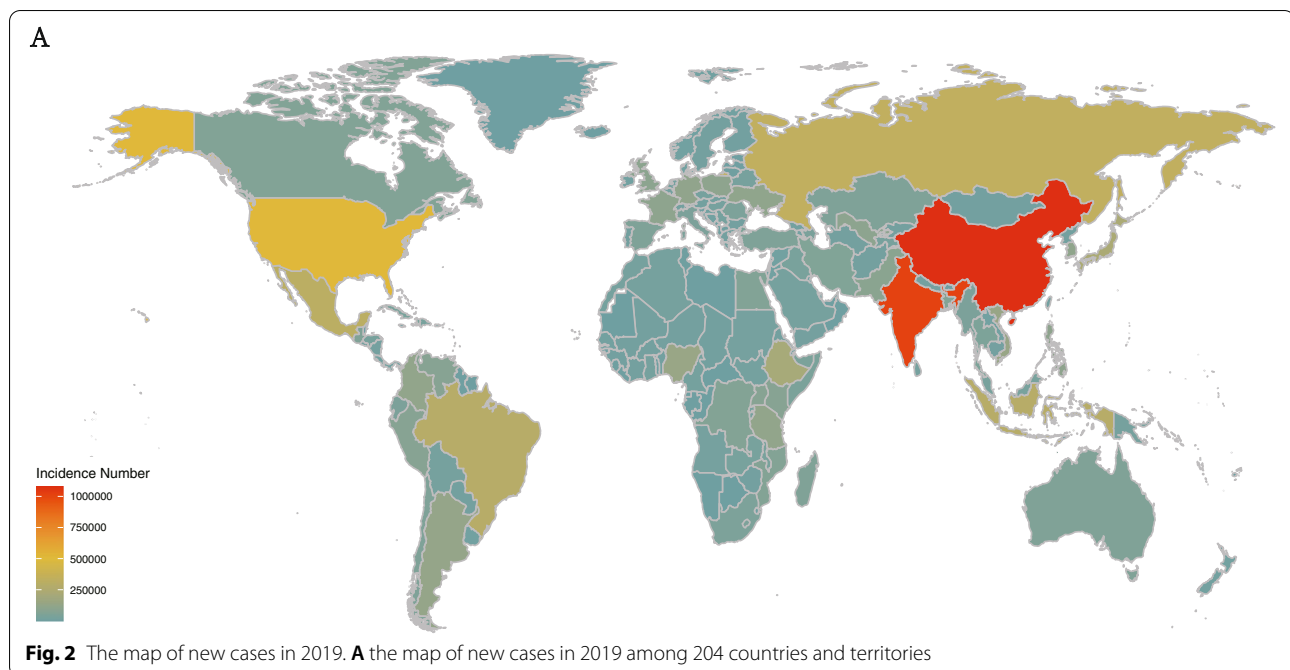 A
Incidence Number
1000000
750000
500000
250000
Fig. 2 The map of new cases in 2019. A the map of new cases in 2019 among 204 countries and territories